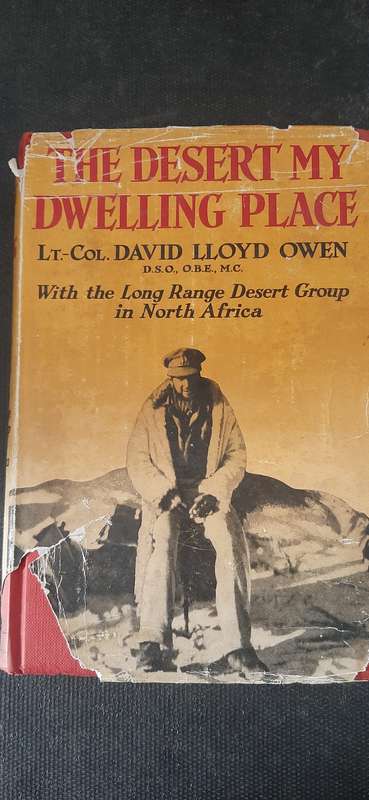 THE DESERT MY
DWELLING PLACE
LT.-COL. DAVID LLOYD OWEN
D.S.O., O.B.E., M.C.
With the Long Range Desert Group
in North Africa